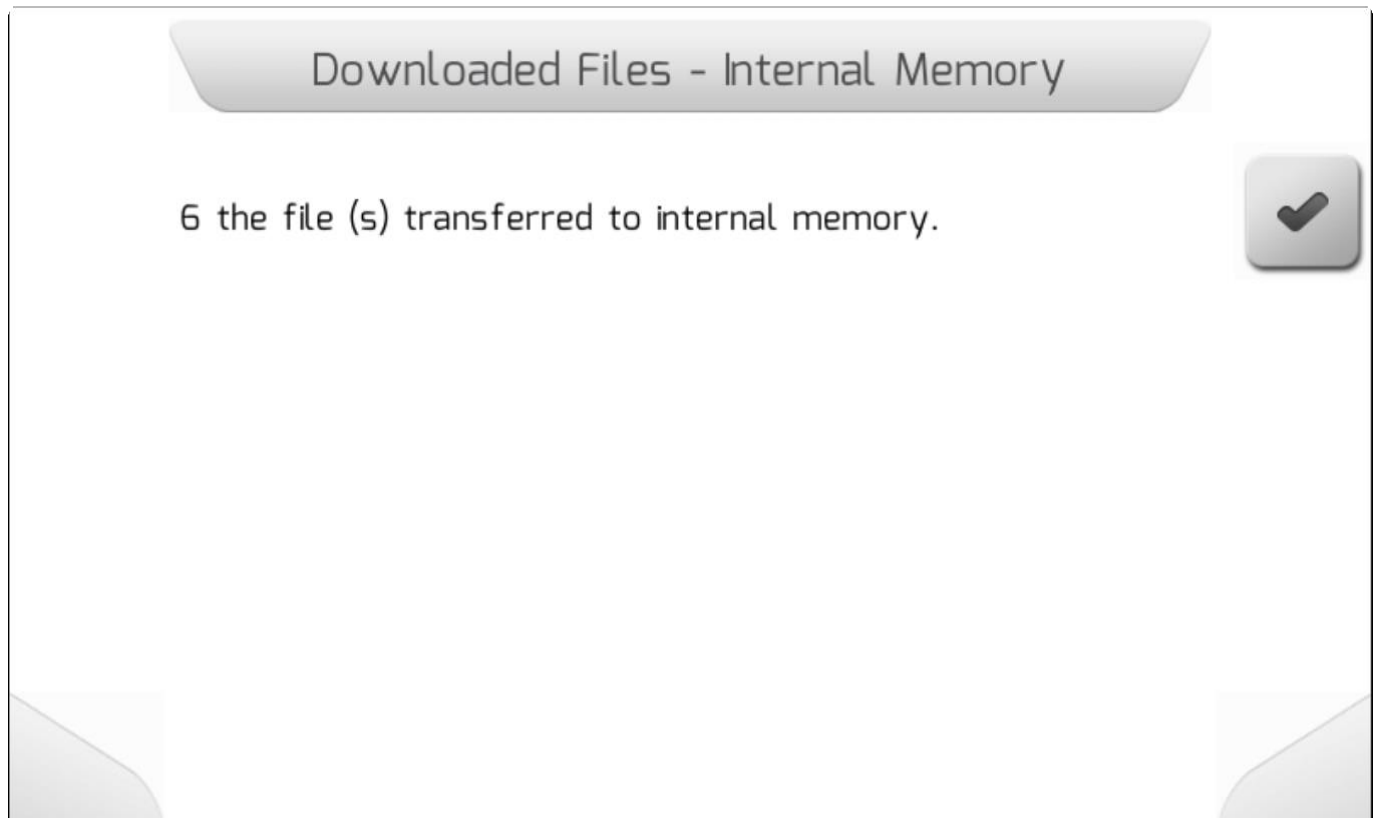 Downloaded Files - Internal Memory
6 the file (s) transferred to internal memory.